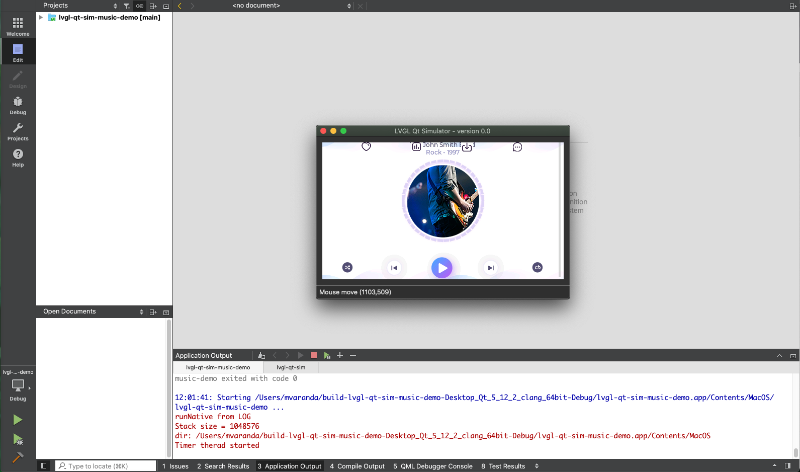 Projects
<no document>
Welcome
Edit
Design
Debug
Projects
Help
lvgl-qt-sim-music-demo [main]
LVGL Qt Simulator - version 0.0
John Smith
Rock - 1997
Mouse move (1103,509)
Open Documents
lvgl-...-demo
Debug
Application Output
lvgl-qt-sim-music-demo
lvgl-qt-sim
music-demo exited with code 0
12:01:41: Starting /Users/mvaranda/build-lvgl-qt-sim-music-demo-Desktop_Qt_5_12_2_clang_64bit-Debug/lvgl-qt-sim-music-demo.app/Contents/MacOS/
lvgl-qt-sim-music-demo ...
runNative from LOG
Stack size = 1048576
dir: /Users/mvaranda/build-lvgl-qt-sim-music-demo-Desktop_Qt_5_12_2_clang_64bit-Debug/lvgl-qt-sim-music-demo.app/Contents/MacOS
Timer therad started
Type to locate (⌘K)
1 Issues
2 Search Results
3 Application Output
4 Compile Output
5 QML Debugger Console
8 Test Results